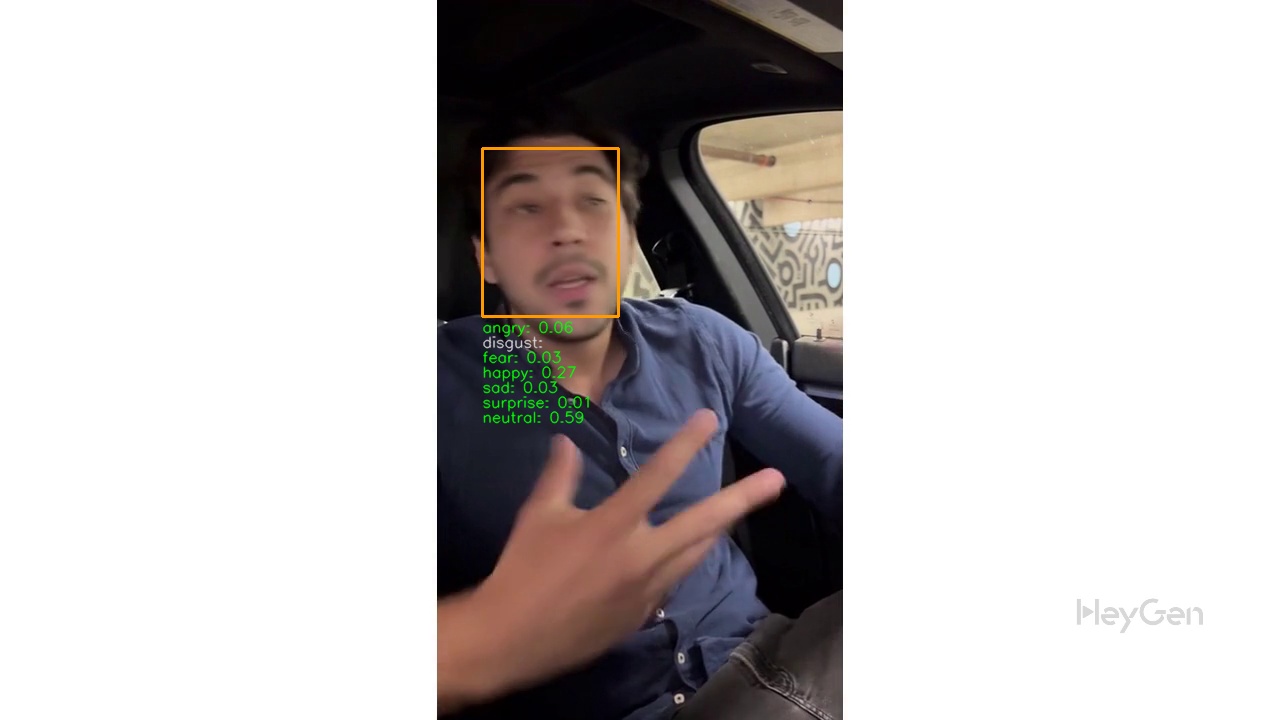 angry: 0.06
disgust:
fear: 0.03
happy: 0.27
sad: 0.03
surprise: 0.01
neutral: 0.59
HeyGen